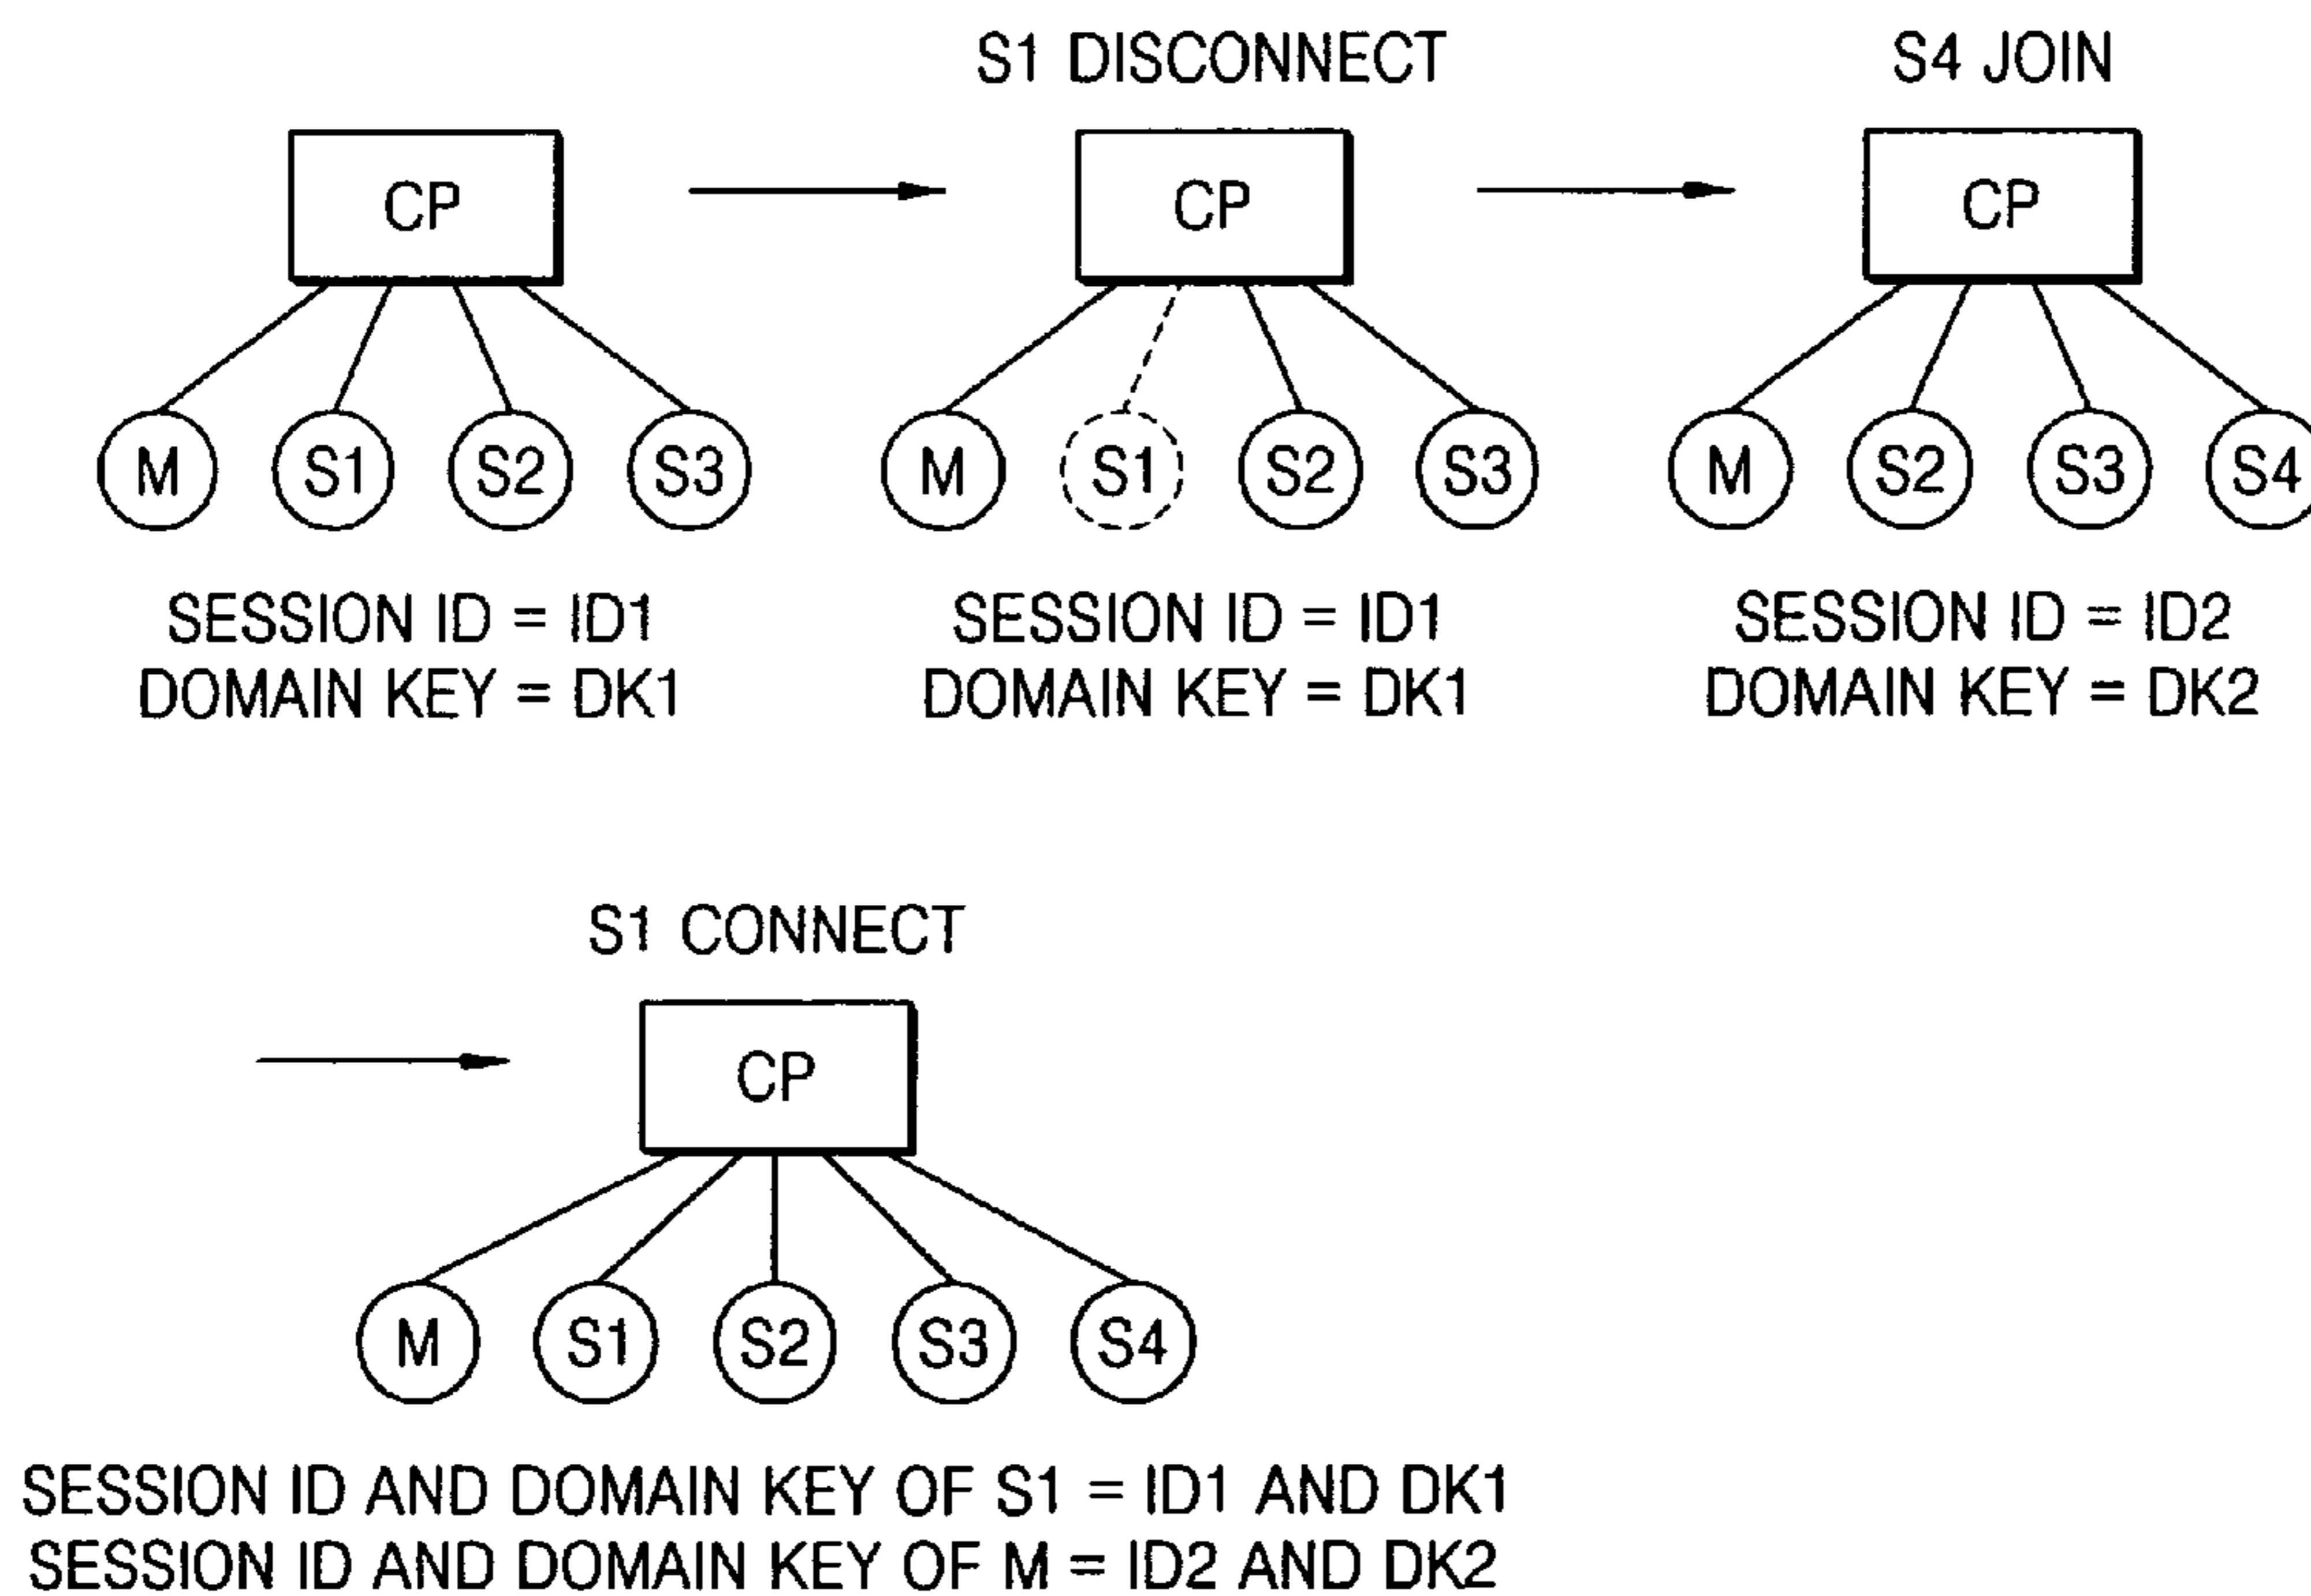 S1 DISCONNECT
S4 JOIN
CP
CP
CP
M S1 S2 S3
M S1 S2 S3
M S2 S3 S4
SESSION ID = ID1
DOMAIN KEY = DK1
SESSION ID = ID1
DOMAIN KEY = DK1
SESSION ID = ID2
DOMAIN KEY = DK2
S1 CONNECT
CP
M S1 S2 S3 S4
SESSION ID AND DOMAIN KEY OF S1 = ID1 AND DK1
SESSION ID AND DOMAIN KEY OF M = ID2 AND DK2